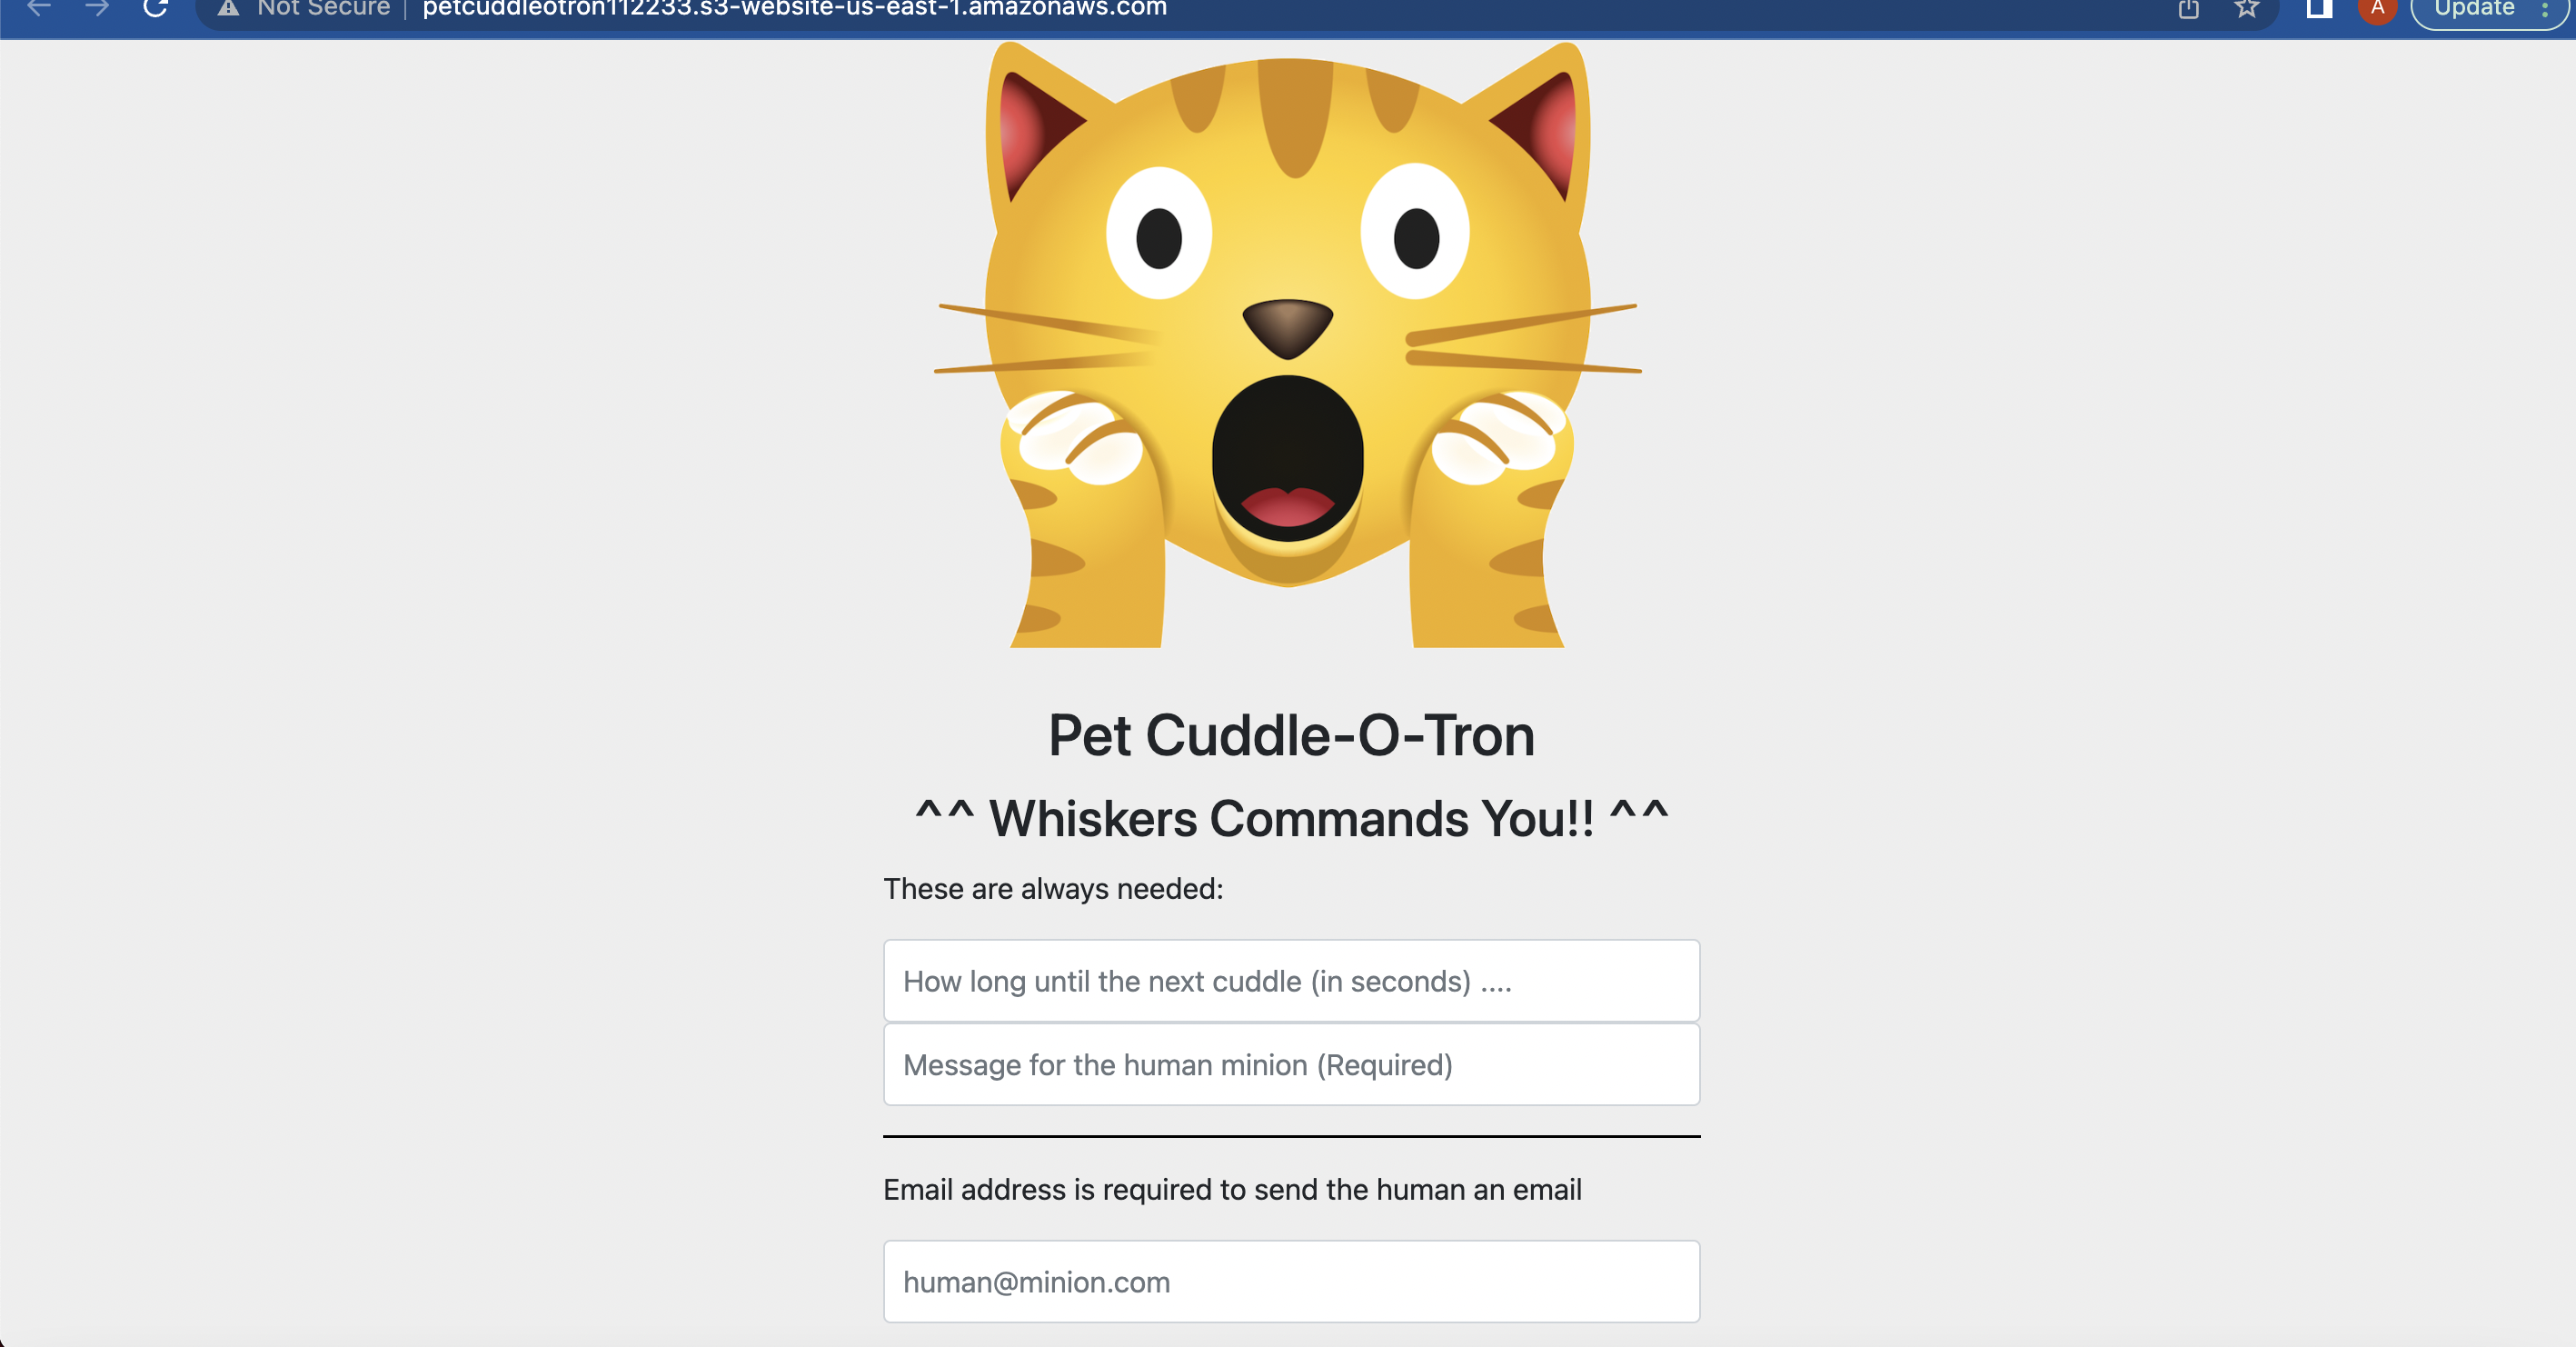 Not Secure | petcuddleotron112233.s3-website-us-east-1.amazonaws.com A Update
Pet Cuddle-O-Tron
^^ Whiskers Commands You!! ^^
These are always needed:
How long until the next cuddle (in seconds) ....
Message for the human minion (Required)
Email address is required to send the human an email
human@minion.com